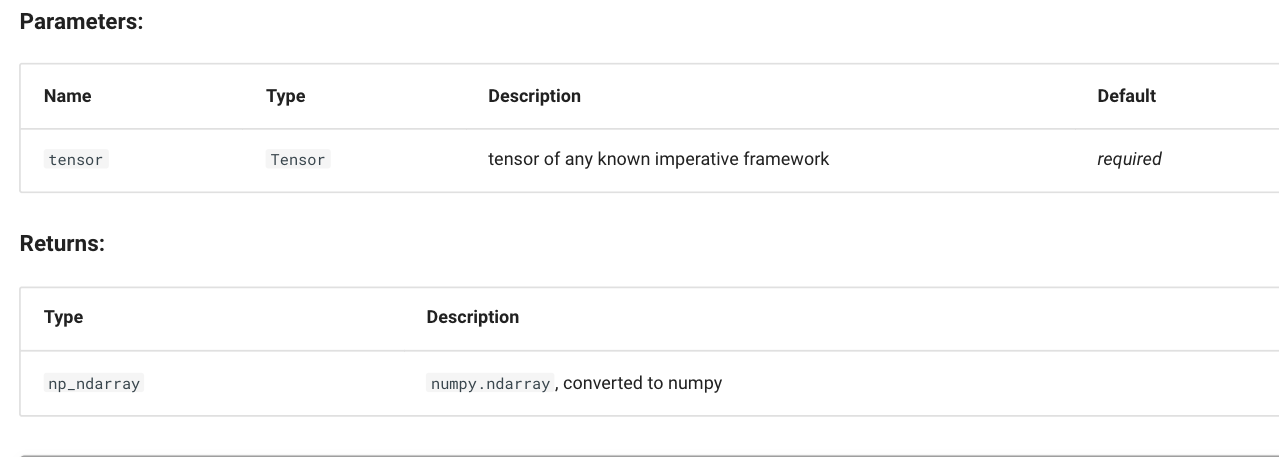 Parameters:
Name Type Description Default
tensor Tensor tensor of any known imperative framework required
Returns:
Type Description
np_ndarray numpy.ndarray, converted to numpy